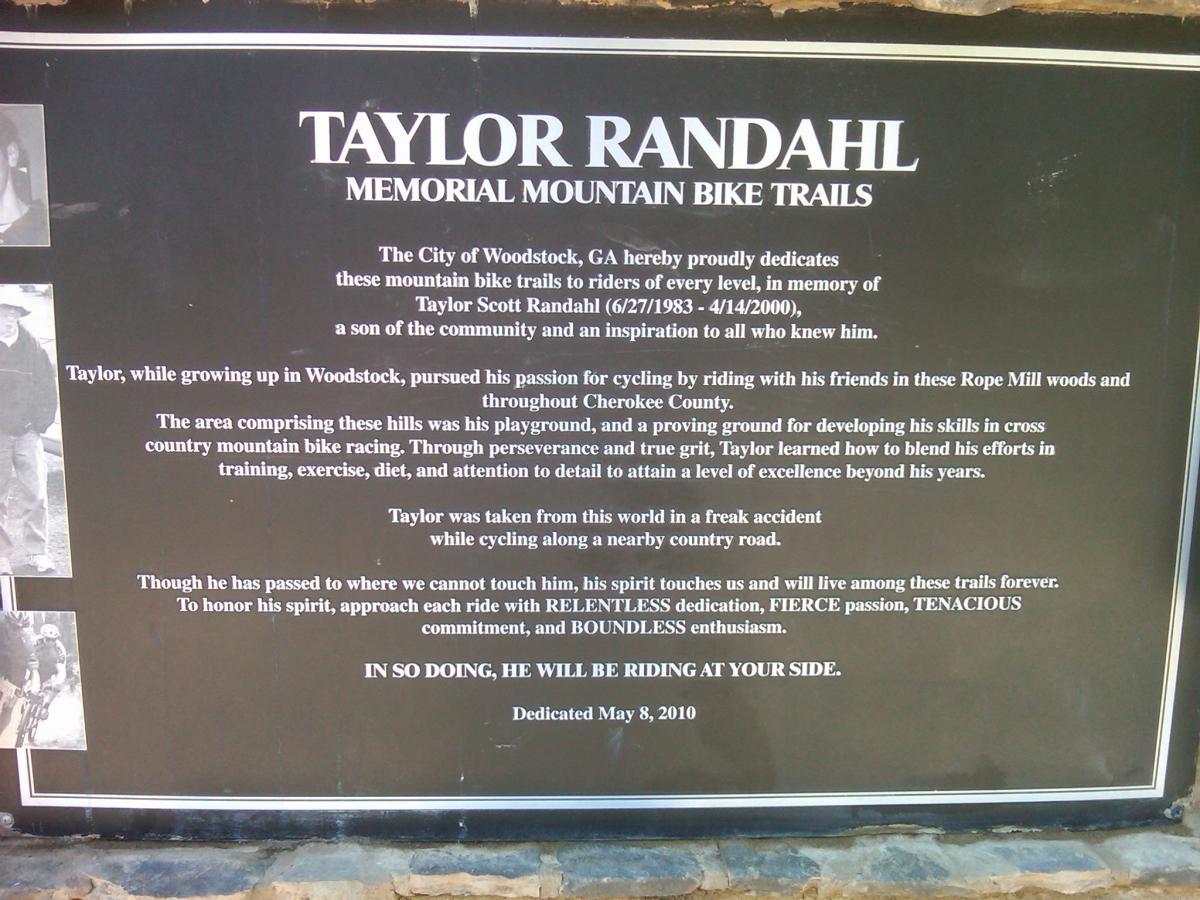 TAYLOR RANDAHL
MEMORIAL MOUNTAIN BIKE TRAILS
The City of Woodstock, GA hereby proudly dedicates
these mountain bike trails to riders of every level, in memory of
Taylor Scott Randahl (6/27/1983 - 4/14/2000),
a son of the community and an inspiration to all who knew him.
Taylor, while growing up in Woodstock, pursued his passion for cycling by riding with his friends in these Rope Mill woods and
throughout Cherokee County.
The area comprising these hills was his playground, and a proving ground for developing his skills in cross
country mountain bike racing. Through perseverance and true grit, Taylor learned how to blend his efforts in
training, exercise, diet, and attention to detail to attain a level of excellence beyond his years.
Taylor was taken from this world in a freak accident
while cycling along a nearby country road.
Though he has passed to where we cannot touch him, his spirit touches us and will live among these trails forever.
To honor his spirit, approach each ride with RELENTLESS dedication, FIERCE passion, TENACIOUS
commitment, and BOUNDLESS enthusiasm.
IN SO DOING, HE WILL BE RIDING AT YOUR SIDE.
Dedicated May 8, 2010